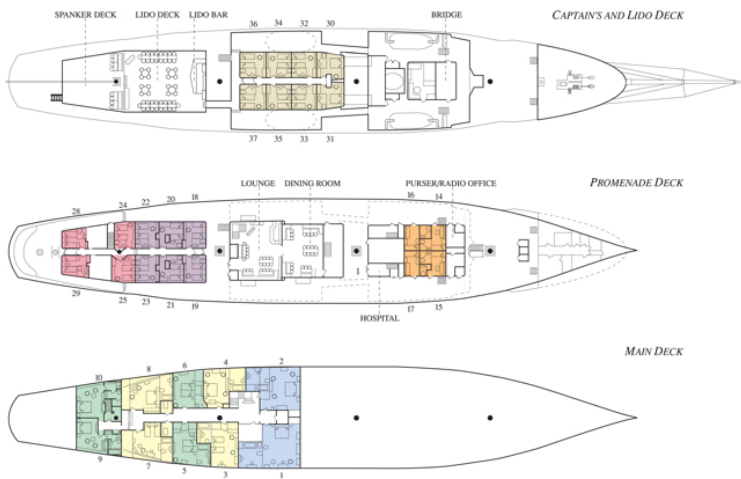 SPANKER DECK LIDO DECK LIDO BAR 36 34 32 30 BRIDGE CAPTAIN'S AND LIDO DECK
37 35 33 31
PROMENADE DECK
LOUNGE DINING ROOM PURSER/RADIO OFFICE
28 24 22 20 18 16 14
1
29 25 23 21 19 17 15
HOSPITAL
MAIN DECK
10 8 6 4 2
9 7 5 3 1